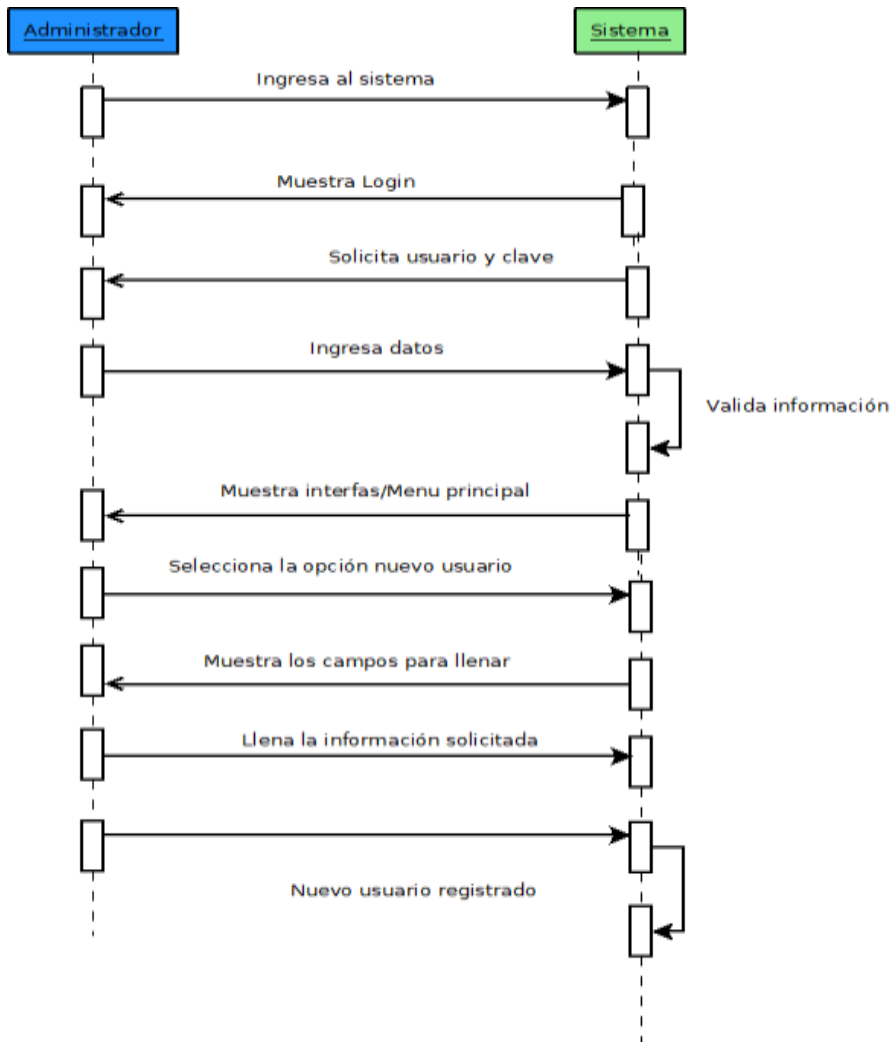 Administrador
Sistema
Ingresa al sistema
Muestra Login
Solicita usuario y clave
Ingresa datos
Valida información
Muestra interfas/Menu principal
Selecciona la opción nuevo usuario
Muestra los campos para llenar
Llena la información solicitada
Nuevo usuario registrado